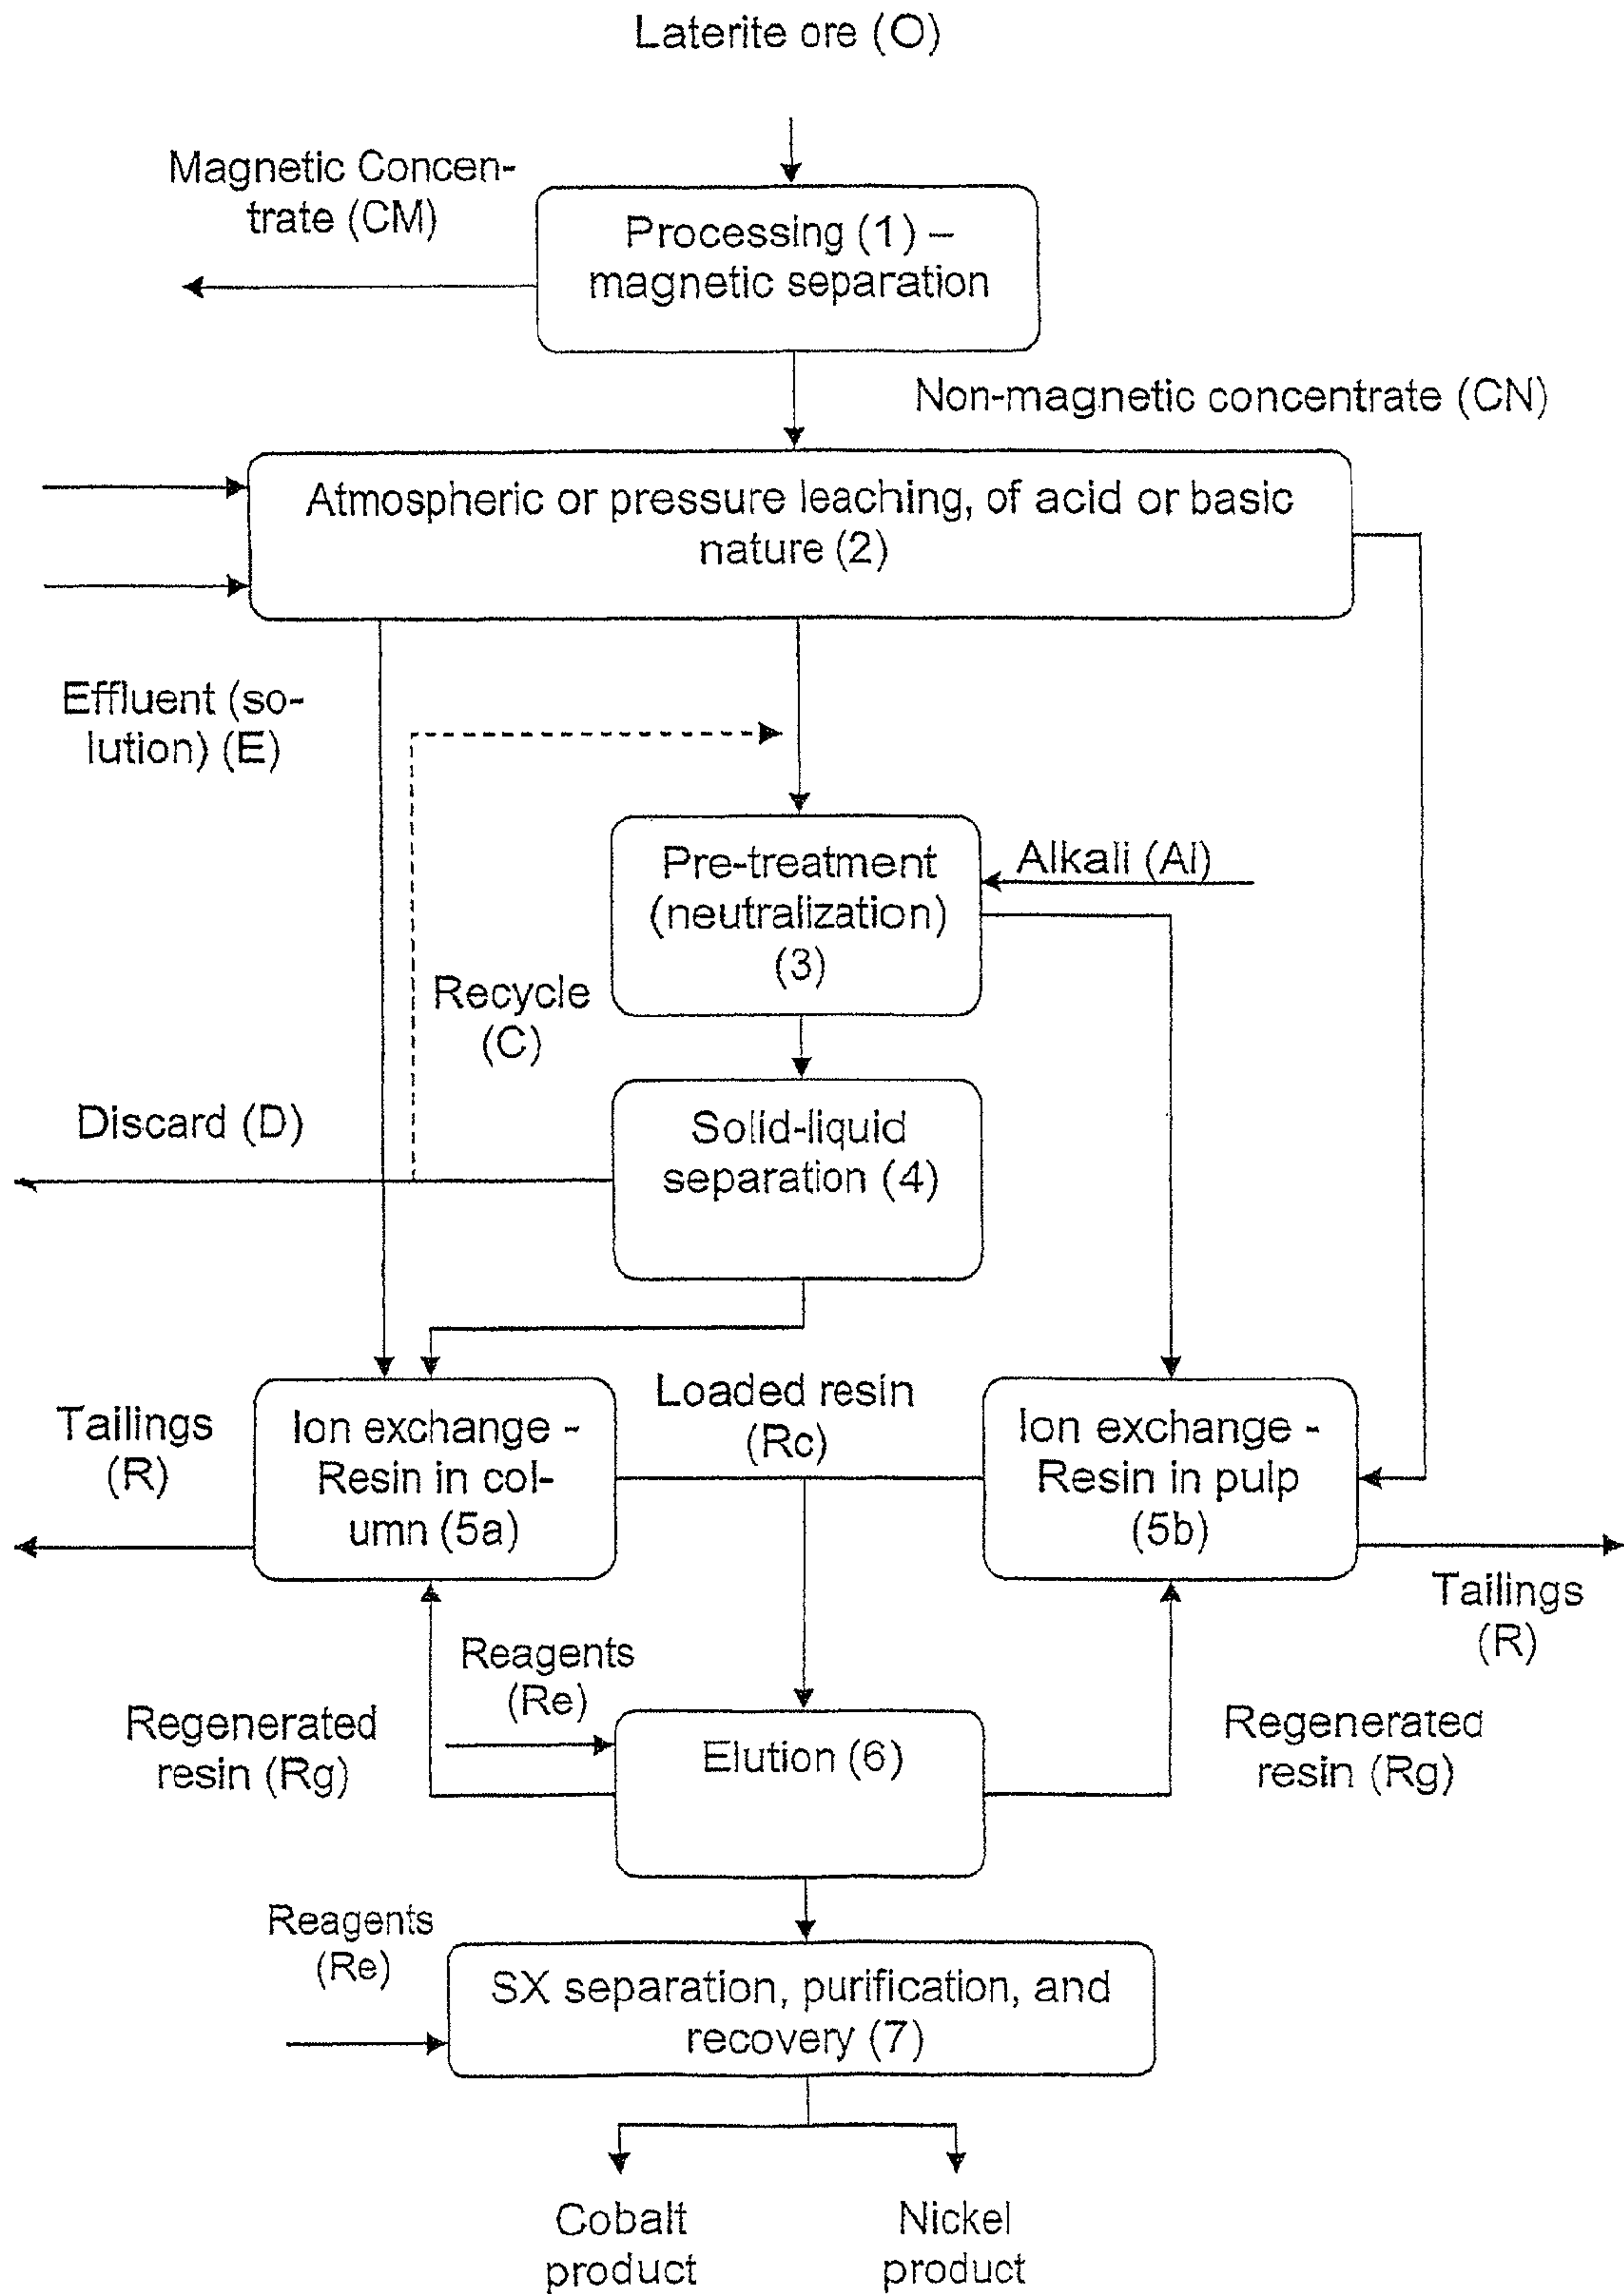 Laterite ore (O)
Magnetic Concen-
trate (CM)
Processing (1) –
magnetic separation
Non-magnetic concentrate (CN)
Atmospheric or pressure leaching, of acid or basic
nature (2)
Effluent (so-
lution) (E)
Pre-treatment
(neutralization)
(3)
Alkali (Al)
Recycle
(C)
Discard (D)
Solid-liquid
separation (4)
Tailings
(R)
Ion exchange -
Resin in col-
umn (5a)
Loaded resin
(Rc)
Ion exchange -
Resin in pulp
(5b)
Tailings
(R)
Reagents
(Re)
Regenerated
resin (Rg)
Elution (6)
Regenerated
resin (Rg)
Reagents
(Re)
SX separation, purification, and
recovery (7)
Cobalt
product
Nickel
product